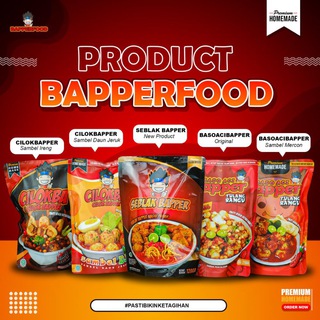 BAPPERFOOD
Premium
HOMEMADE
PRODUCT
BAPPERFOOD
CILOKBAPPER
Sambel Ireng
CILOKBAPPER
Sambal Daun Jeruk
SEBLAK BAPPER
New Product
BASOACIBAPPER
Original
BASOACIBAPPER
Sambel Mercon
SEBLAK BAPPER
TULANG
RANGU
TULANG
RANGU
#PASTIBIKINKETAGIHAN
PREMIUM
HOMEMADE
ORDER NOW